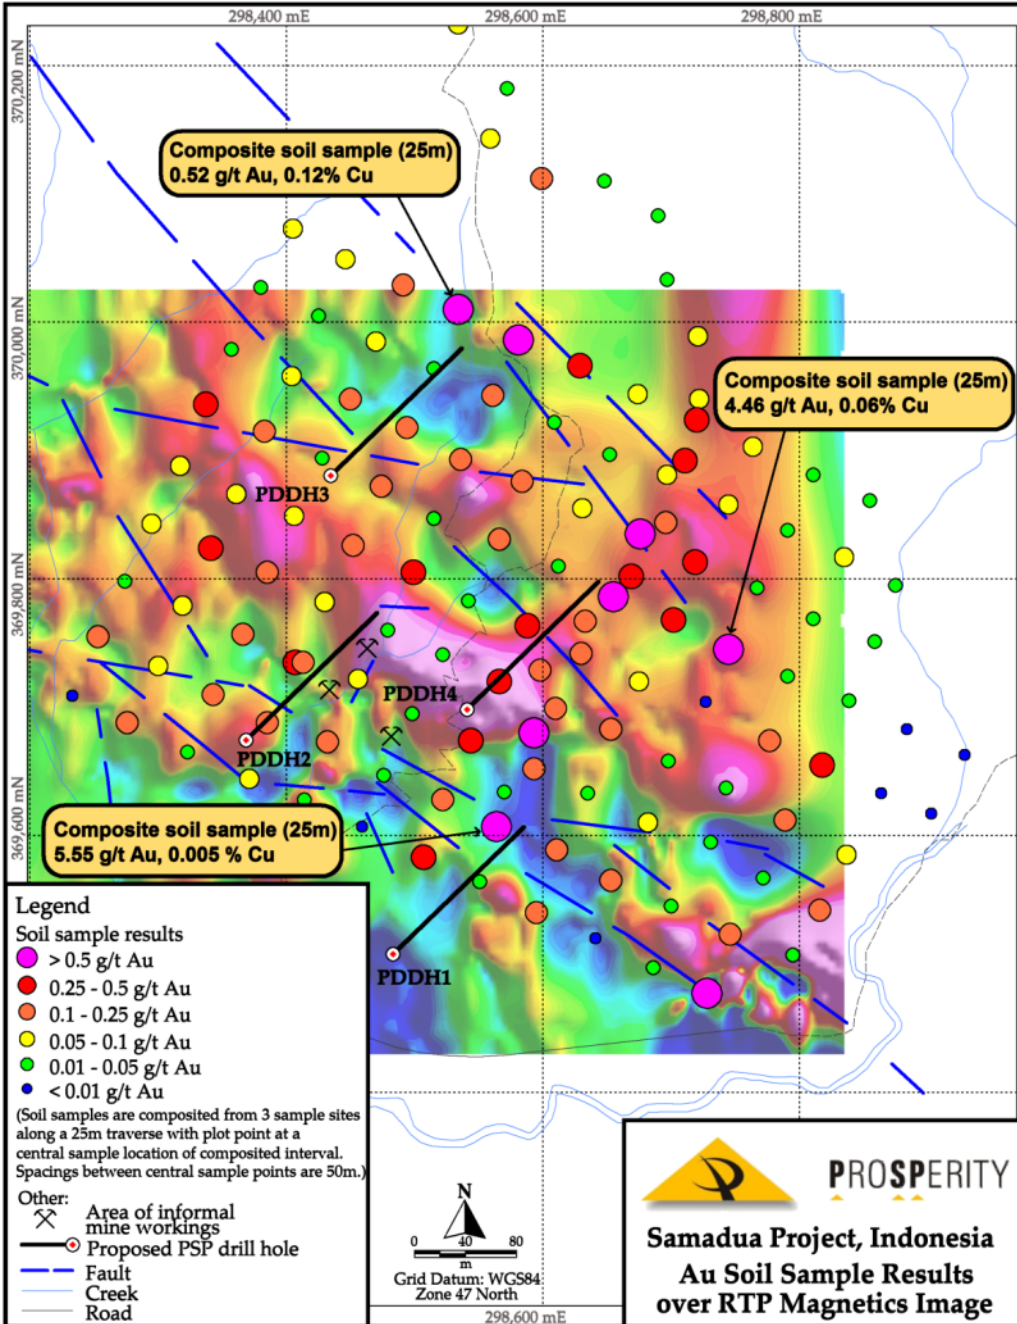 298,400 mE
298,600 mE
298,800 mE
370,200 mN
370,000 mN
369,800 mN
369,600 mN
Composite soil sample (25m)
0.52 g/t Au, 0.12% Cu
Composite soil sample (25m)
4.46 g/t Au, 0.06% Cu
PDDH3
PDDH4
PDDH2
Composite soil sample (25m)
5.55 g/t Au, 0.005 % Cu
PDDH1
Legend
Soil sample results
> 0.5 g/t Au
0.25 - 0.5 g/t Au
0.1 - 0.25 g/t Au
0.05 - 0.1 g/t Au
0.01 - 0.05 g/t Au
< 0.01 g/t Au
(Soil samples are composited from 3 sample sites
along a 25m traverse with plot point at a
central sample location of composited interval.
Spacings between central sample points are 50m.)
Other:
Area of informal
mine workings
Proposed PSP drill hole
Fault
Creek
Road
N
0 40 80
m
Grid Datum: WGS84
Zone 47 North
298,600 mE
PROSPERITY
Samadua Project, Indonesia
Au Soil Sample Results
over RTP Magnetics Image